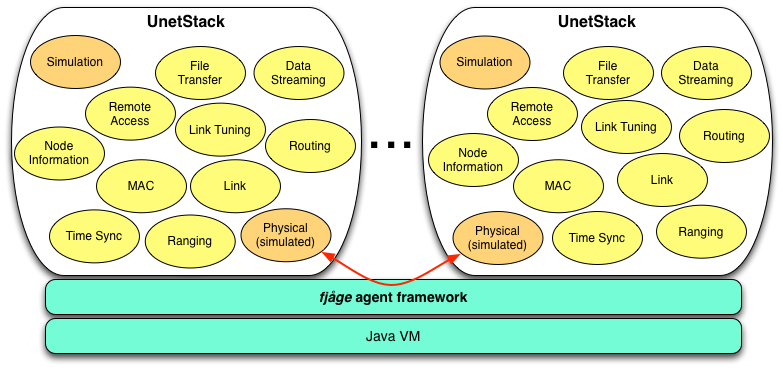 UnetStack
Simulation
File
Transfer
Data
Streaming
Remote
Access
Link Tuning
Routing
Node
Information
MAC
Link
Time Sync
Ranging
Physical
(simulated)
...
UnetStack
Simulation
File
Transfer
Data
Streaming
Remote
Access
Link Tuning
Routing
Node
Information
MAC
Link
Physical
(simulated)
Time Sync
Ranging
fjåge agent framework
Java VM